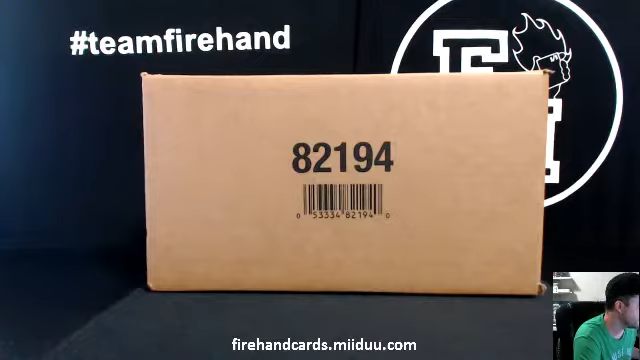 #teamfirehand
F
H
82194
0 53334 82194 0
firehandcards.miiduu.com